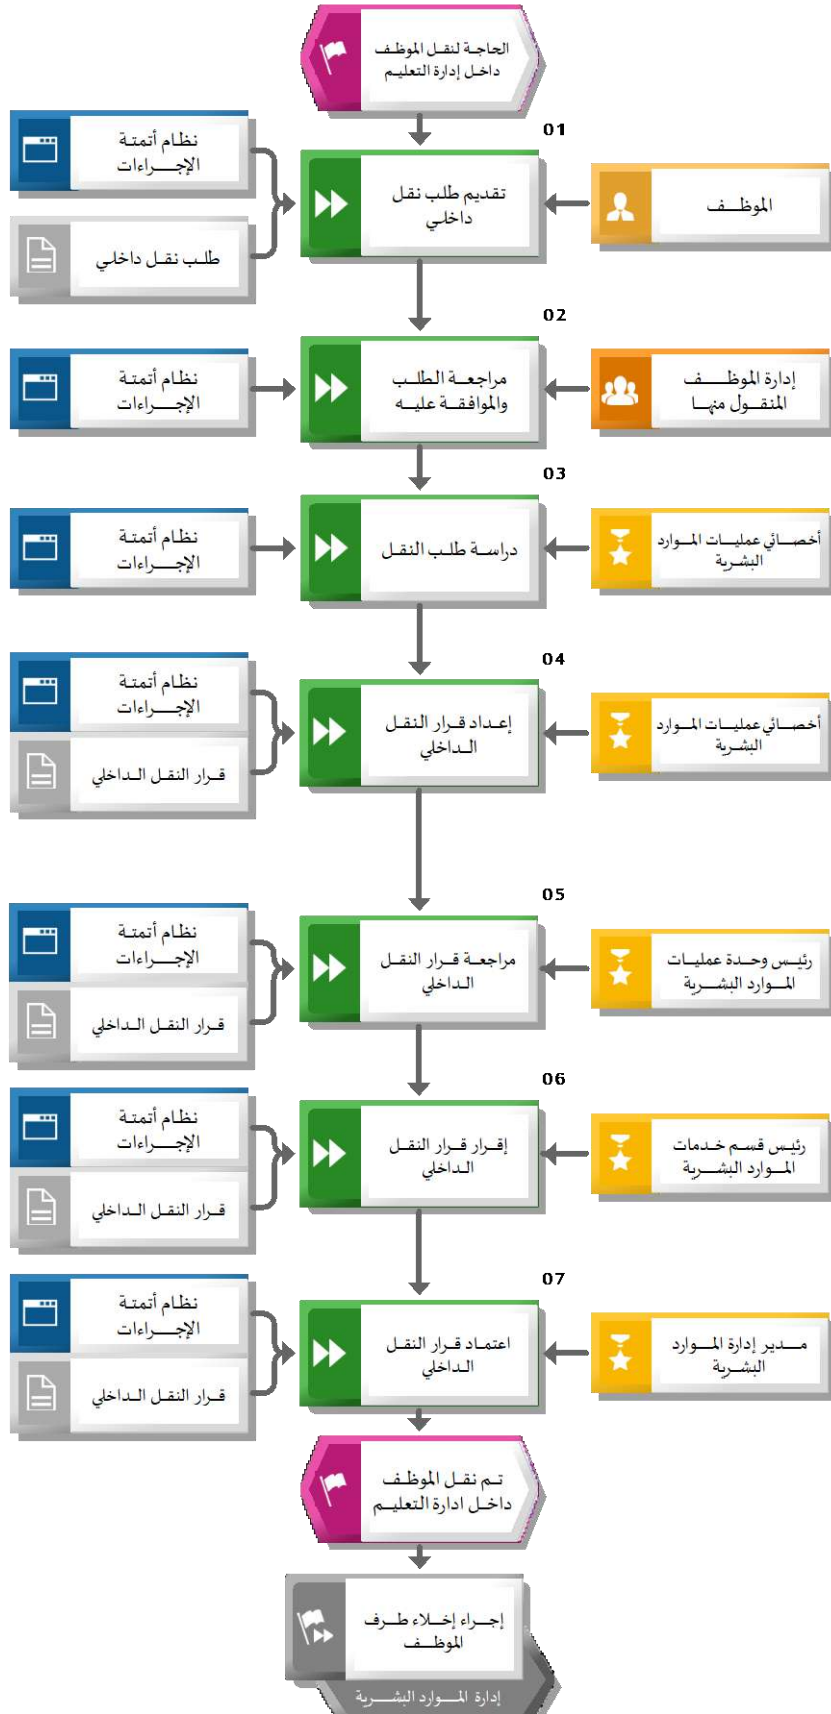 الحاجة لنقل الموظف
داخل إدارة التعليم
01
الموظف
تقديم طلب نقل
داخلي
نظام أتمتة
الإجراءات
طلب نقل داخلي
02
إدارة الموظف
المنقول منها
مراجعة الطلب
والموافقة عليه
نظام أتمتة
الإجراءات
03
أخصائي عمليات الموارد
البشرية
دراسة طلب النقل
نظام أتمتة
الإجراءات
04
أخصائي عمليات الموارد
البشرية
إعداد قرار النقل
الداخلي
نظام أتمتة
الإجراءات
قرار النقل الداخلي
05
رئيس وحدة عمليات
الموارد البشرية
مراجعة قرار النقل
الداخلي
نظام أتمتة
الإجراءات
قرار النقل الداخلي
06
رئيس قسم خدمات
الموارد البشرية
إقرار قرار النقل
الداخلي
نظام أتمتة
الإجراءات
قرار النقل الداخلي
07
مدير إدارة الموارد
البشرية
اعتماد قرار النقل
الداخلي
نظام أتمتة
الإجراءات
قرار النقل الداخلي
تم نقل الموظف
داخل ادارة التعليم
إجراء إخلاء طرف
الموظف
إدارة الموارد البشرية